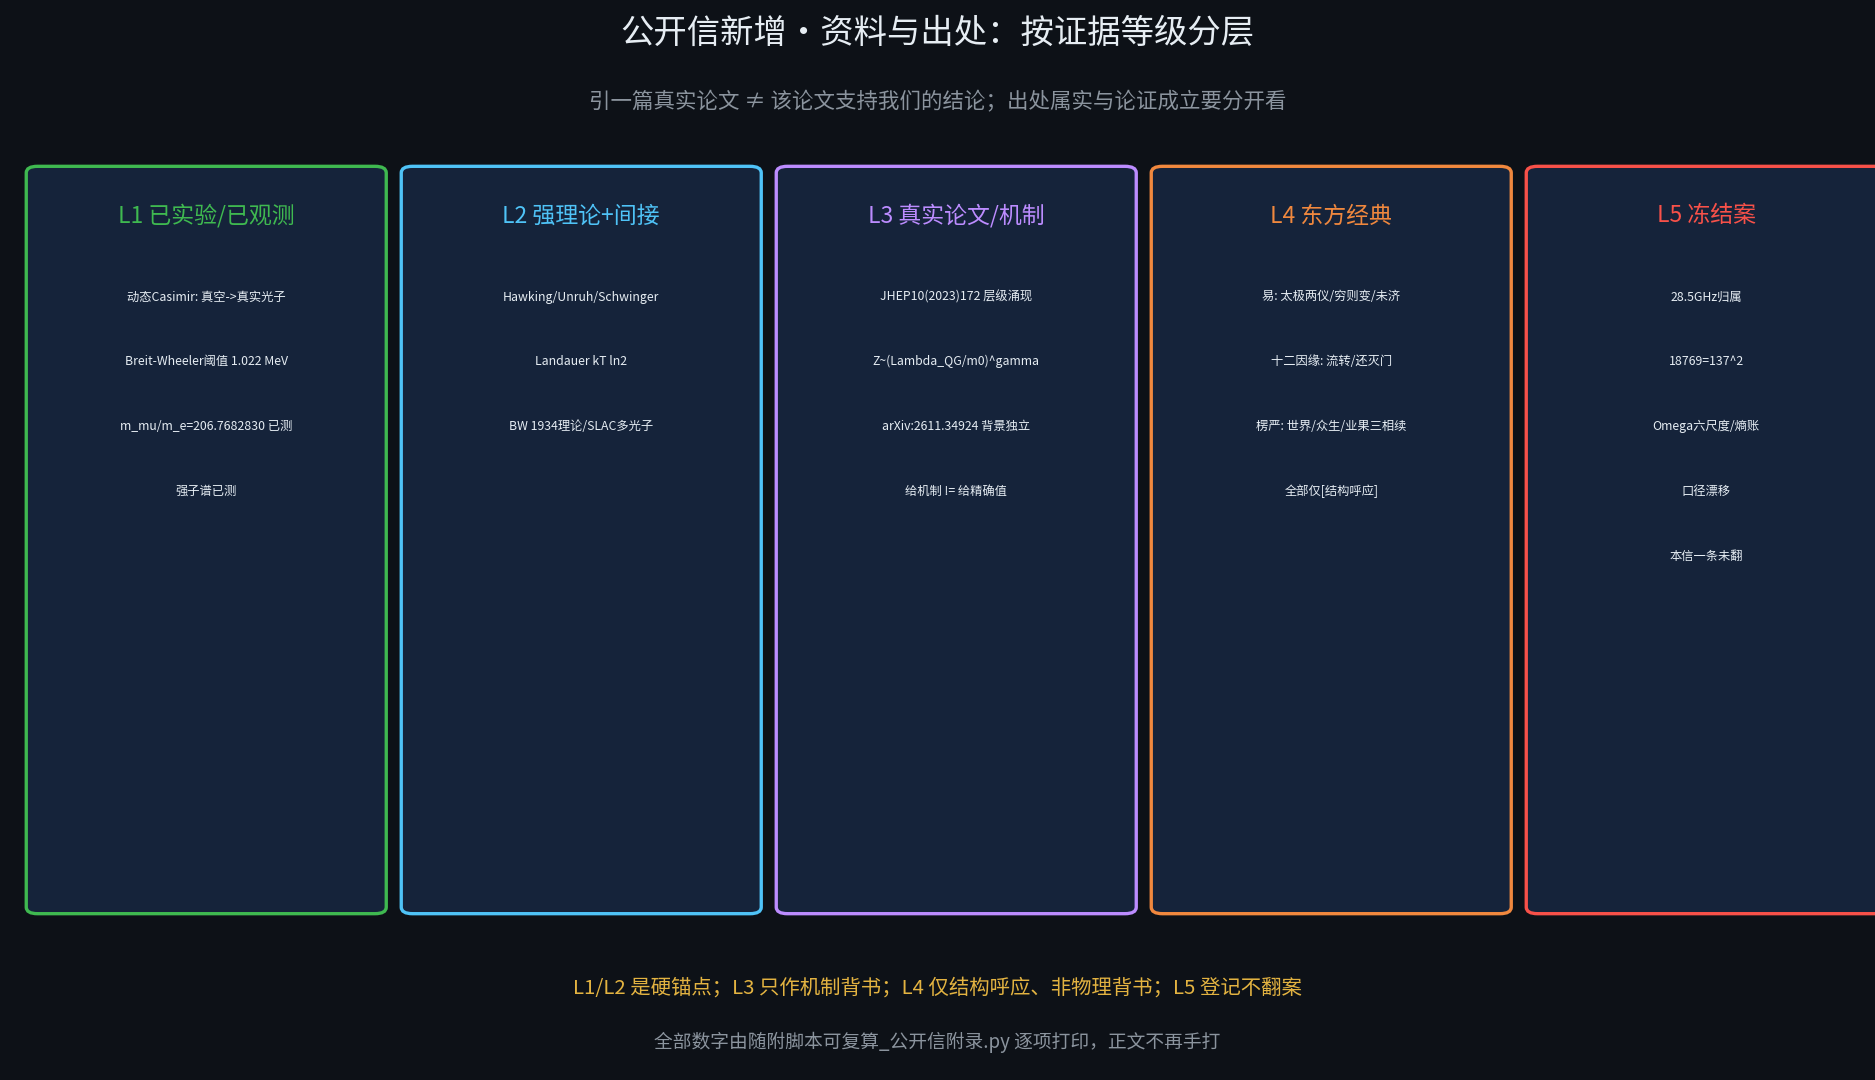 公开信新增·资料与出处：按证据等级分层
引一篇真实论文 ≠ 该论文支持我们的结论；出处属实与论证成立要分开看
L1 已实验/已观测
动态Casimir: 真空->真实光子
Breit-Wheeler阈值 1.022 MeV
m_mu/m_e=206.7682830 已测
强子谱已测
L2 强理论+间接
Hawking/Unruh/Schwinger
Landauer kT ln2
BW 1934理论/SLAC多光子
L3 真实论文/机制
JHEP10(2023)172 层级涌现
Z~(Lambda_QG/m0)^gamma
arXiv:2611.34924 背景独立
给机制 != 给精确值
L4 东方经典
易: 太极两仪/穷则变/未济
十二因缘: 流转/还灭门
楞严: 世界/众生/业果三相续
全部仅[结构呼应]
L5 冻结案
28.5GHz归属
18769=137^2
Omega六尺度/熵账
口径漂移
本信一条未翻
L1/L2 是硬锚点；L3 只作机制背书；L4 仅结构呼应、非物理背书；L5 登记不翻案
全部数字由随附脚本可复算_公开信附录.py 逐项打印，正文不再手打